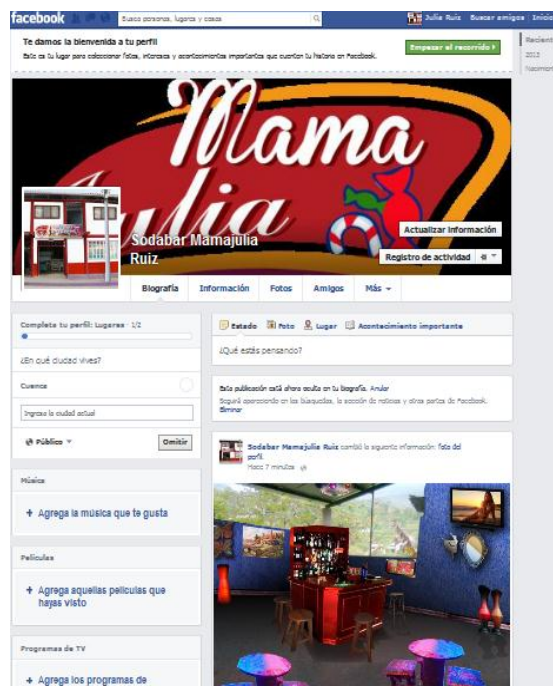 facebook
Busca personas, lugares y cosas
Julia Ruiz
Buscar amigos
Inicio
Te damos la bienvenida a tu perfil
Este es tu lugar para coleccionar fotos, intereses y acontecimientos importantes que cuenten tu historia en Facebook.
Empezar el recorrido
Reciente
2013
Nacimien
Mama
Julia
Sodabar Mamajulia
Ruiz
Actualizar información
Registro de actividad
Biografía
Información
Fotos
Amigos
Más
Completa tu perfil: Lugares · 1/2
¿En qué ciudad vives?
Cuenca
Ingresa la ciudad actual
Público
Omitir
Música
+ Agrega la música que te gusta
Películas
+ Agrega aquellas películas que
hayas visto
Programas de TV
+ Agrega los programas de
Estado
Foto
Lugar
Acontecimiento importante
¿Qué estás pensando?
Esta publicación está ahora oculta en tu biografía. Anular
Seguirá apareciendo en las búsquedas, la sección de noticias y otras partes de Facebook.
Eliminar
Sodabar Mamajulia Ruiz cambió la siguiente información: foto del
perfil
Hace 7 minutos